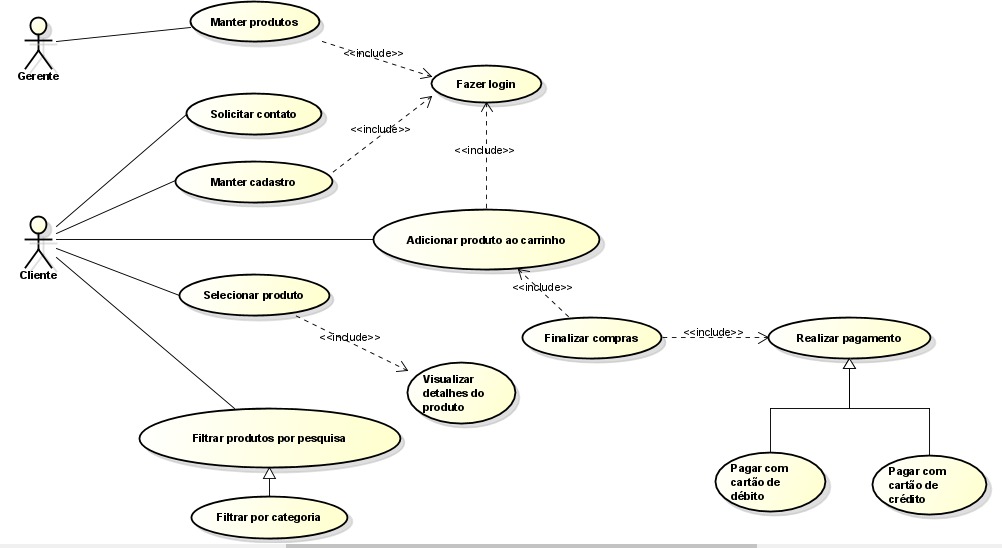 Manter produtos
<<include>>
Gerente
Fazer login
Solicitar contato
<<include>>
<<include>>
Manter cadastro
Adicionar produto ao carrinho
Cliente
<<include>>
Selecionar produto
<<include>>
Finalizar compras
<<include>>
Realizar pagamento
Visualizar
detalhes do
produto
Filtrar produtos por pesquisa
Pagar com
cartão de
débito
Pagar com
cartão de
crédito
Filtrar por categoria